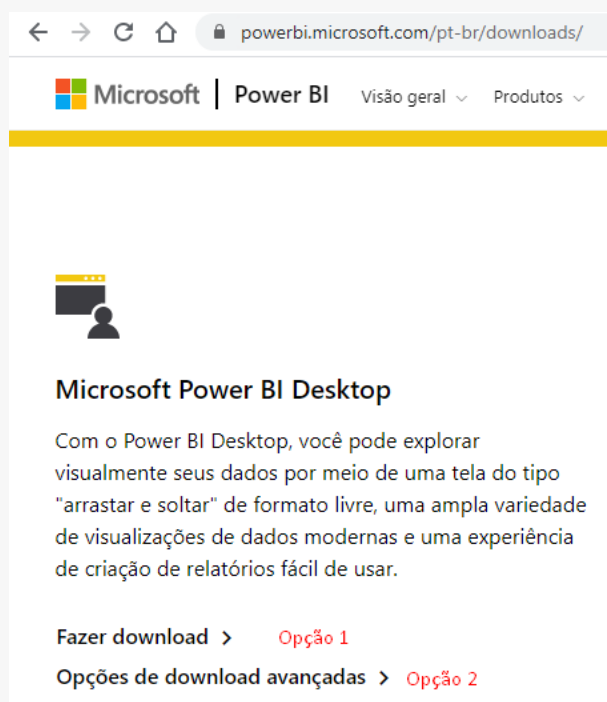 powerbi.microsoft.com/pt-br/downloads/
Microsoft | Power BI Visão geral Produtos
Microsoft Power BI Desktop
Com o Power BI Desktop, você pode explorar
visualmente seus dados por meio de uma tela do tipo
"arrastar e soltar" de formato livre, uma ampla variedade
de visualizações de dados modernas e uma experiência
de criação de relatórios fácil de usar.
Fazer download > Opção 1
Opções de download avançadas > Opção 2